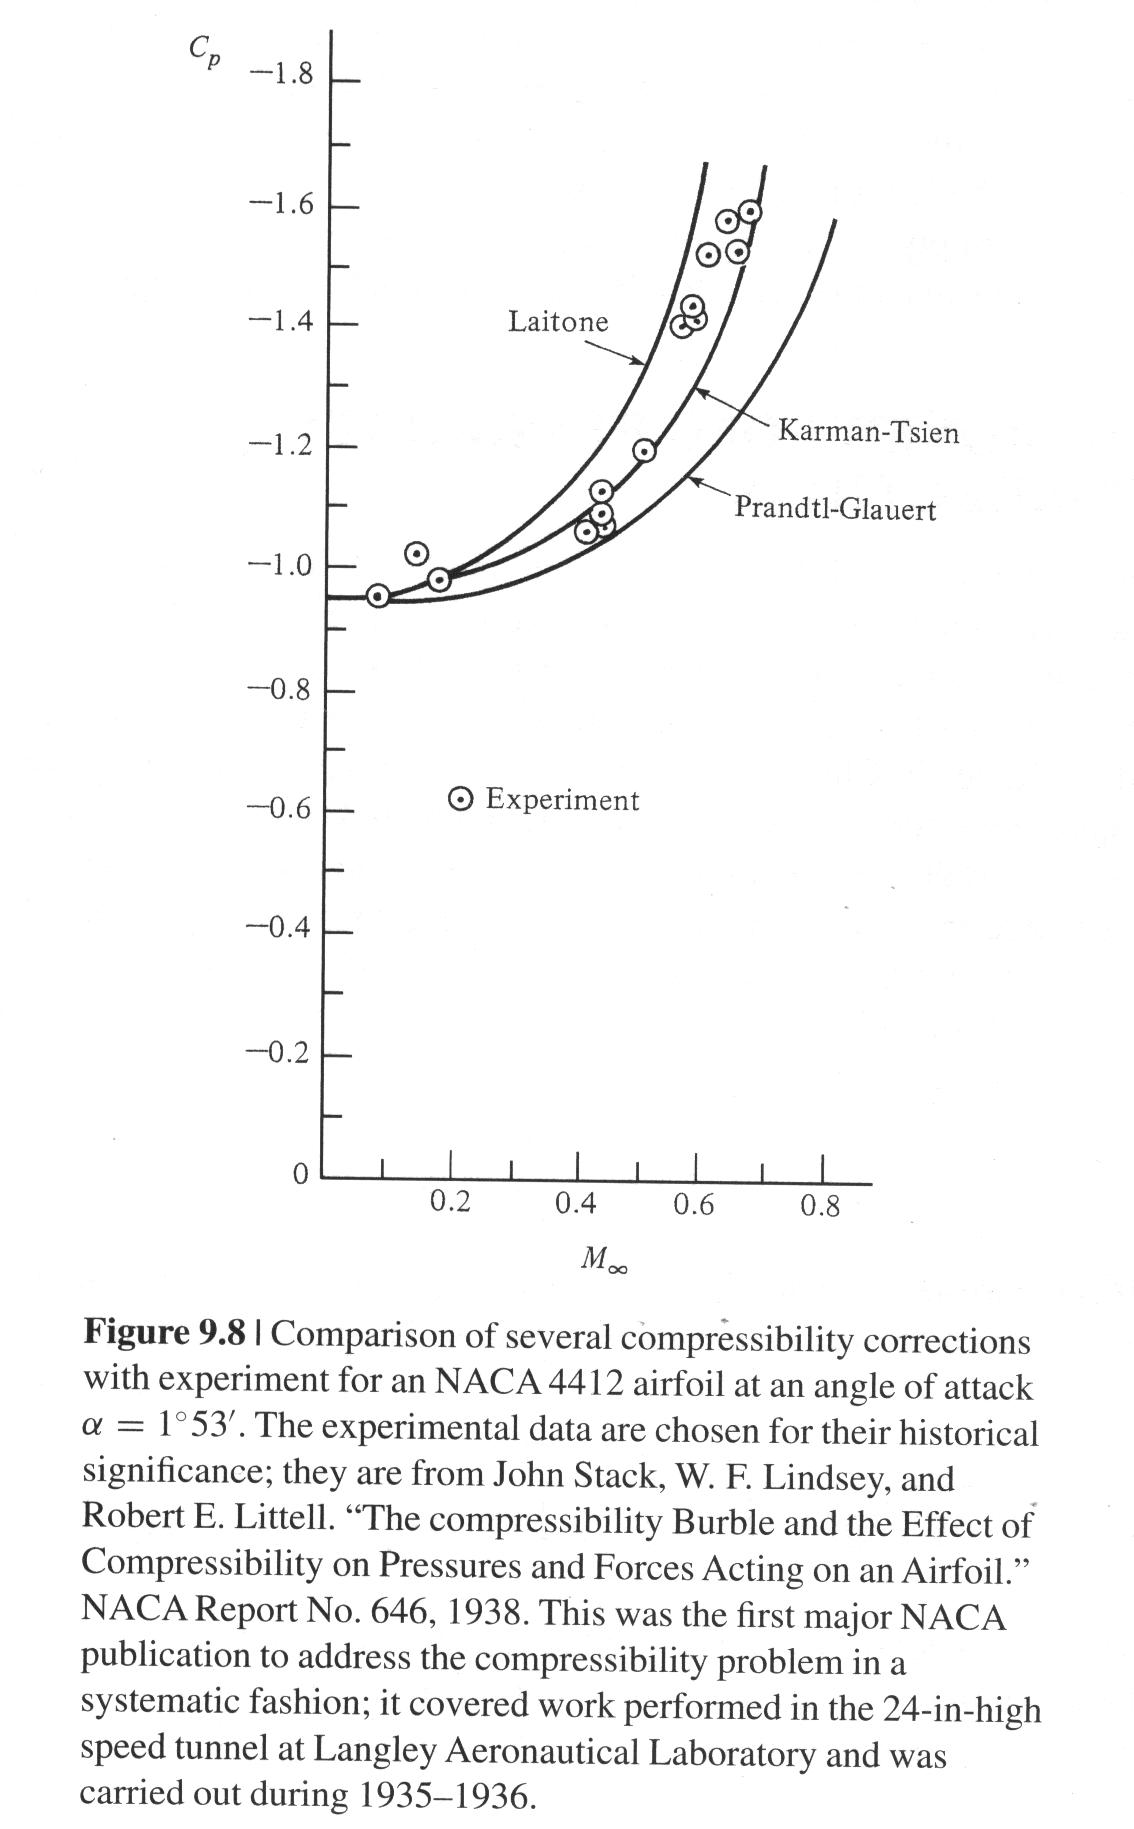 Cp
−1.8
−1.6
−1.4
Laitone
Karman-Tsien
−1.2
Prandtl-Glauert
−1.0
−0.8
−0.6
Experiment
−0.4
−0.2
0
0.2 0.4 0.6 0.8
M∞
Figure 9.8 | Comparison of several compressibility corrections
with experiment for an NACA 4412 airfoil at an angle of attack
α = 1°53′. The experimental data are chosen for their historical
significance; they are from John Stack, W. F. Lindsey, and
Robert E. Littell. “The compressibility Burble and the Effect of
Compressibility on Pressures and Forces Acting on an Airfoil.”
NACA Report No. 646, 1938. This was the first major NACA
publication to address the compressibility problem in a
systematic fashion; it covered work performed in the 24-in-high
speed tunnel at Langley Aeronautical Laboratory and was
carried out during 1935–1936.